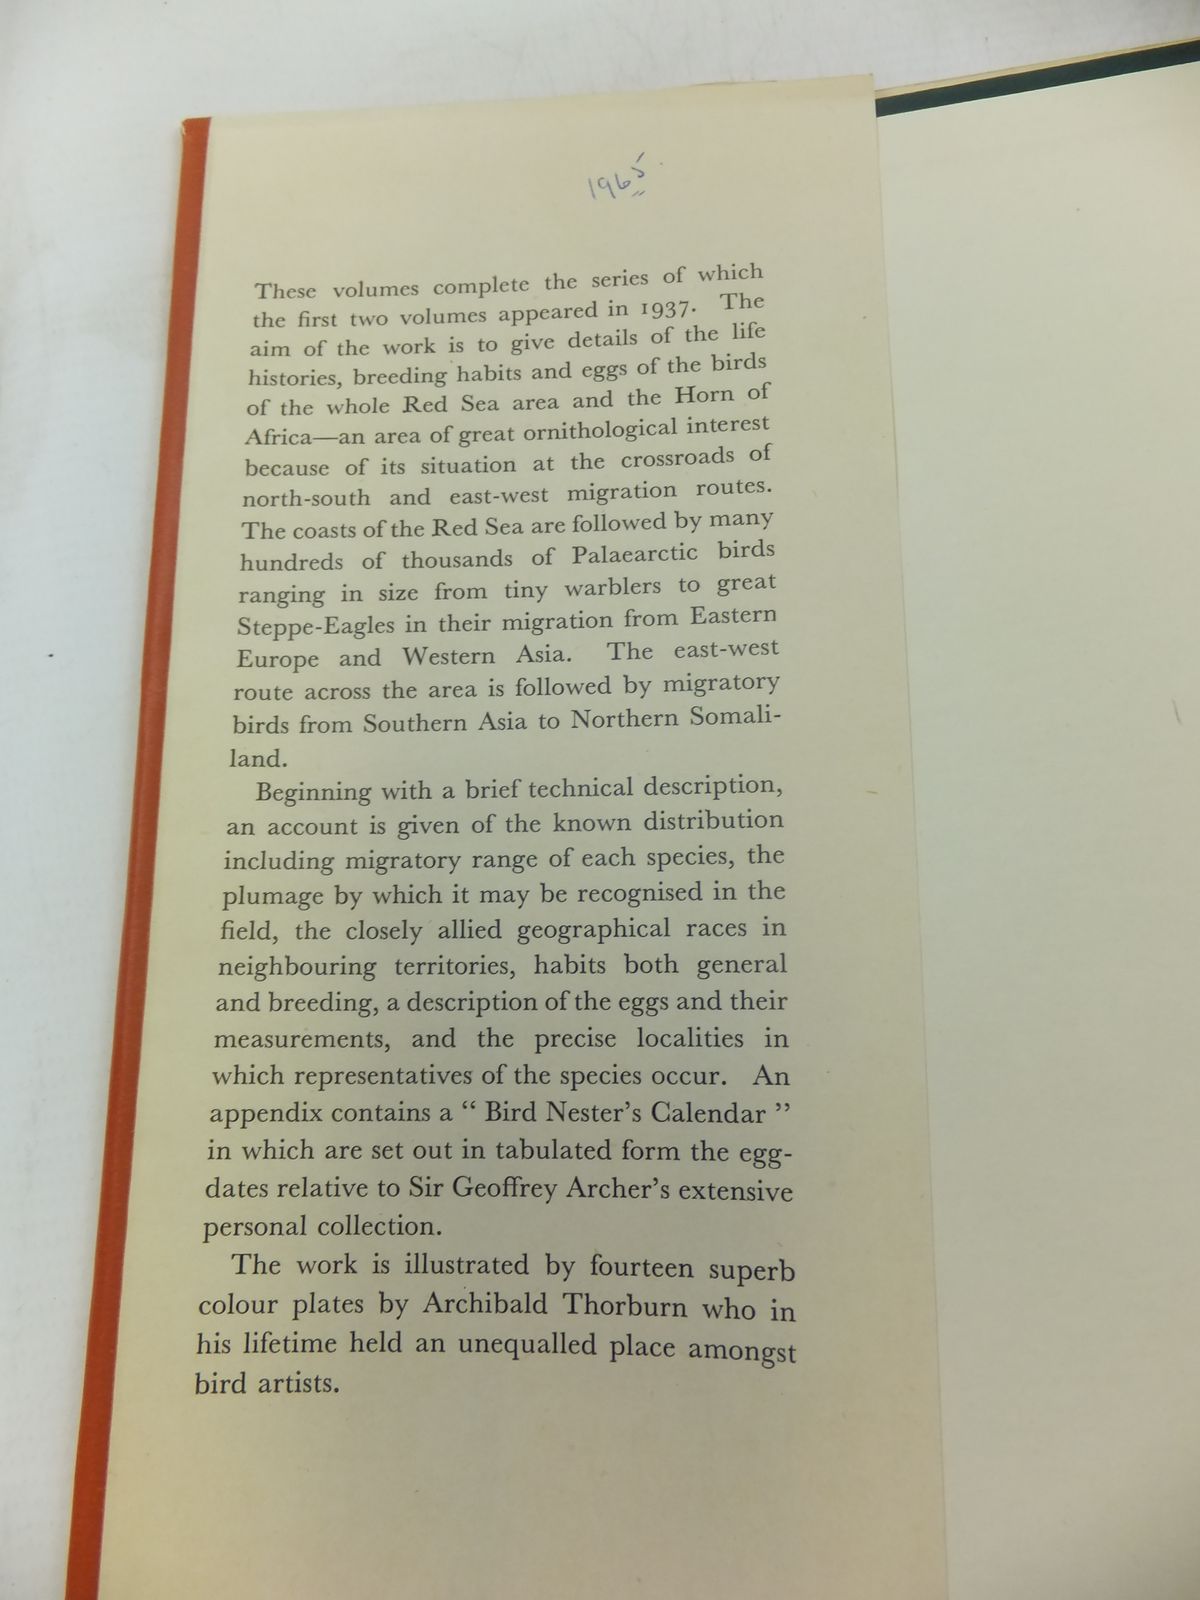 1965
These volumes complete the series of which
the first two volumes appeared in 1937. The
aim of the work is to give details of the life
histories, breeding habits and eggs of the birds
of the whole Red Sea area and the Horn of
Africa—an area of great ornithological interest
because of its situation at the crossroads of
north-south and east-west migration routes.
The coasts of the Red Sea are followed by many
hundreds of thousands of Palaearctic birds
ranging in size from tiny warblers to great
Steppe-Eagles in their migration from Eastern
Europe and Western Asia. The east-west
route across the area is followed by migratory
birds from Southern Asia to Northern Somali-
land.
Beginning with a brief technical description,
an account is given of the known distribution
including migratory range of each species, the
plumage by which it may be recognised in the
field, the closely allied geographical races in
neighbouring territories, habits both general
and breeding, a description of the eggs and their
measurements, and the precise localities in
which representatives of the species occur. An
appendix contains a “ Bird Nester’s Calendar ”
in which are set out in tabulated form the egg-
dates relative to Sir Geoffrey Archer’s extensive
personal collection.
The work is illustrated by fourteen superb
colour plates by Archibald Thorburn who in
his lifetime held an unequalled place amongst
bird artists.